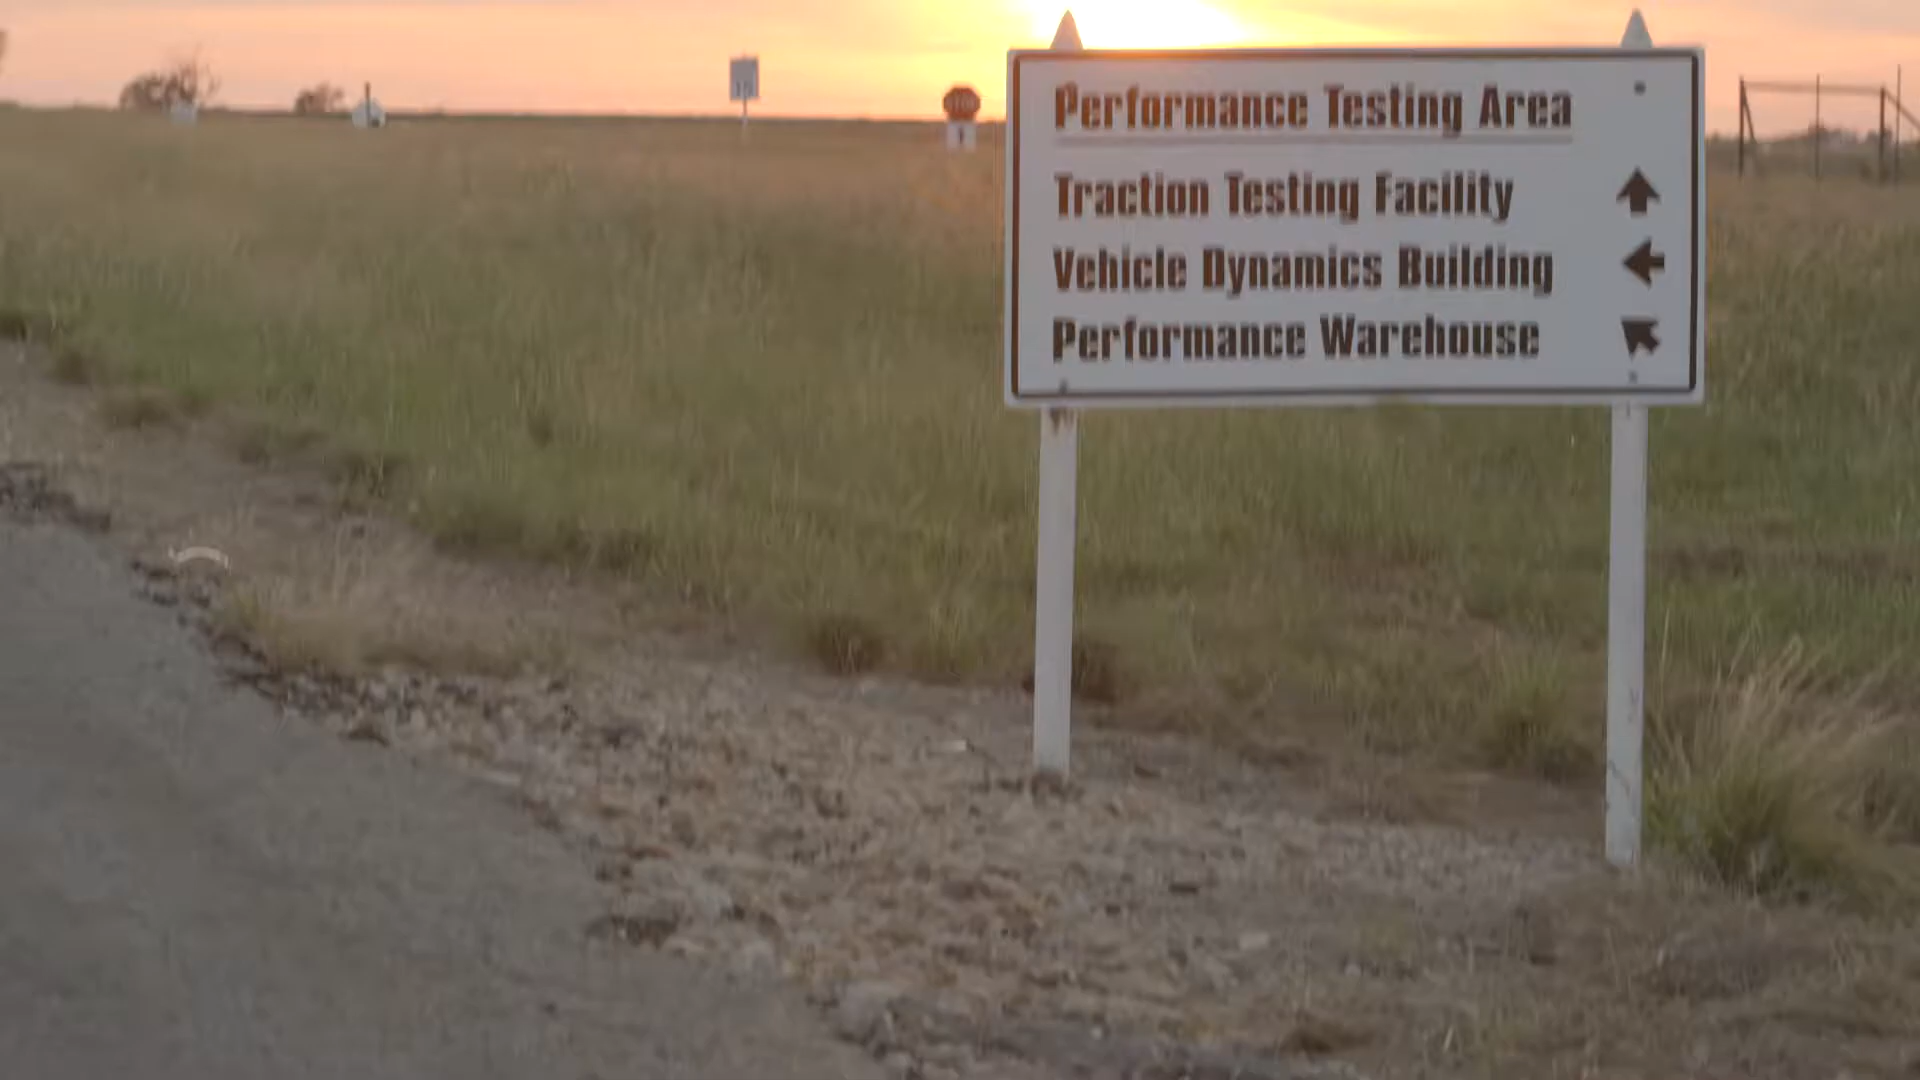 Performance Testing Area
Traction Testing Facility
Vehicle Dynamics Building
Performance Warehouse